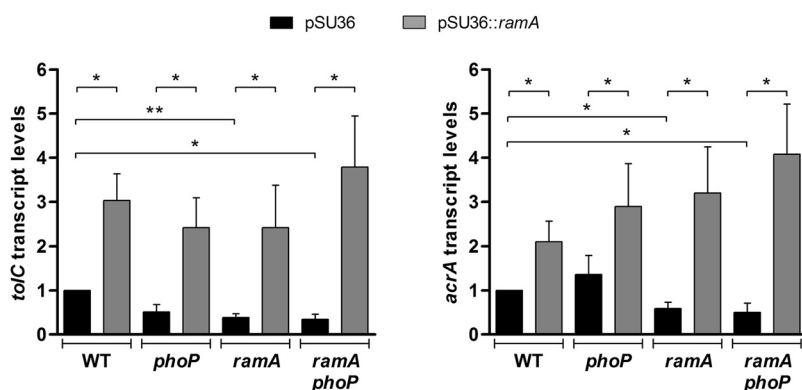 pSU36 pSU36::ramA
tolC transcript levels
6
5
4
3
2
1
0
* * * *
**
*
WT phoP ramA ramA
phoP
acrA transcript levels
6
5
4
3
2
1
0
* * * *
*
*
WT phoP ramA ramA
phoP